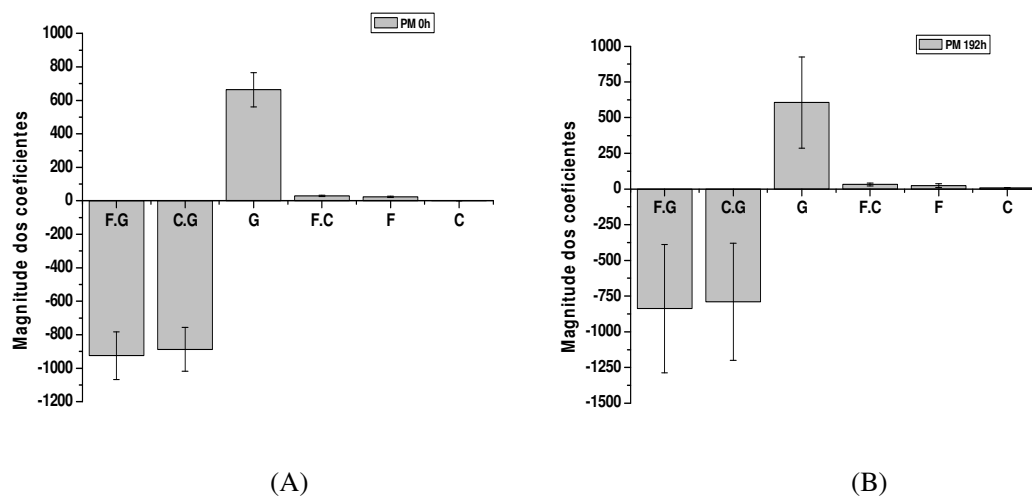 PM 0h
Magnitude dos coeficientes
1000
800
600
400
200
0
-200
-400
-600
-800
-1000
-1200
F.G
C.G
G
F.C
F
C
(A)
PM 192h
Magnitude dos coeficientes
1000
750
500
250
0
-250
-500
-750
-1000
-1250
-1500
F.G
C.G
G
F.C
F
C
(B)